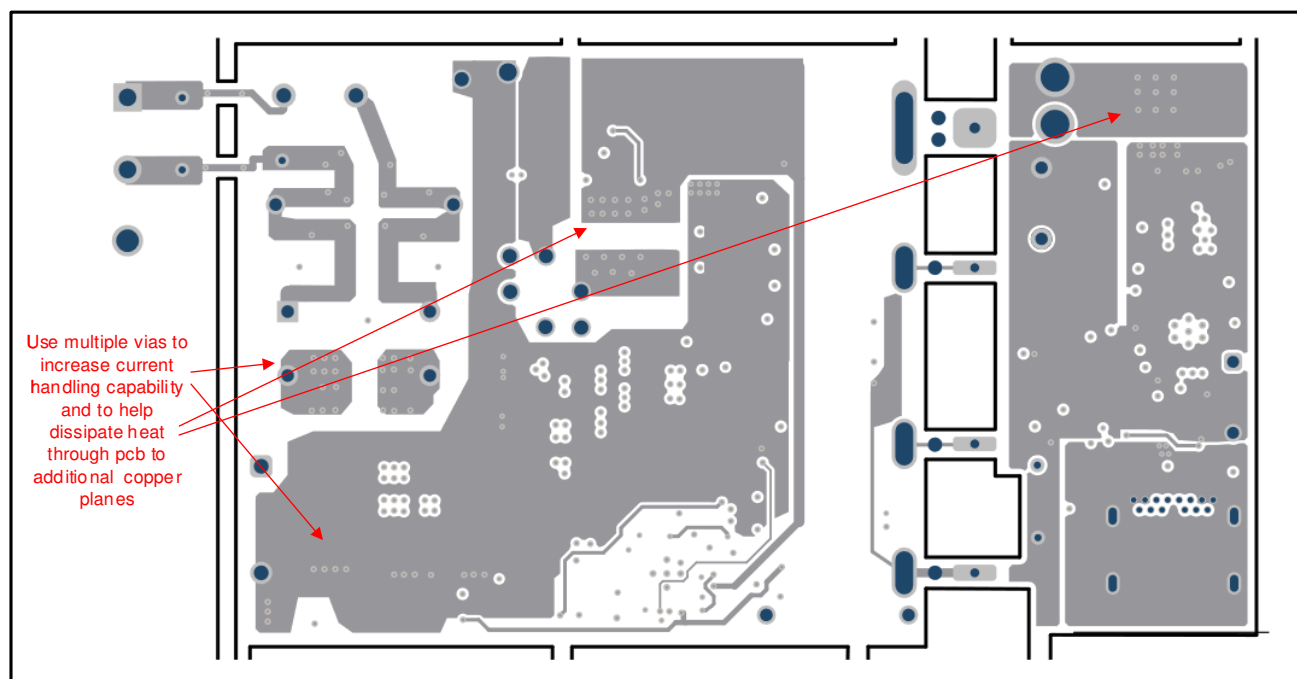 Use multiple vias to
increase current
handling capability
and to help
dissipate heat
through pcb to
additional copper
planes